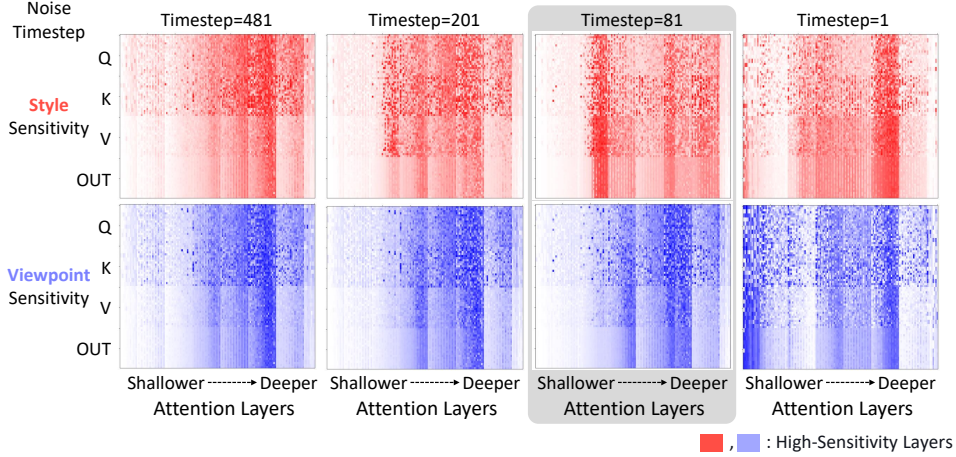 Noise
Timestep
Timestep=481
Timestep=201
Timestep=81
Timestep=1
Style
Sensitivity
Q
K
V
OUT
Viewpoint
Sensitivity
Q
K
V
OUT
Shallower Deeper
Attention Layers
Shallower Deeper
Attention Layers
Shallower Deeper
Attention Layers
Shallower Deeper
Attention Layers
, : High-Sensitivity Layers